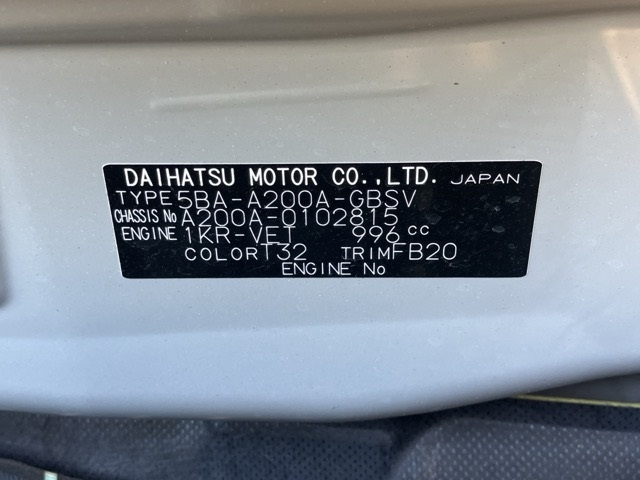 DAIHATSU MOTOR CO.,LTD. JAPAN
TYPE 5BA-A200A-GBSV
CHASSIS No A200A-0102815
ENGINE 1KR-VET 996 cc
COLOR T32 TRIM FB20
ENGINE No